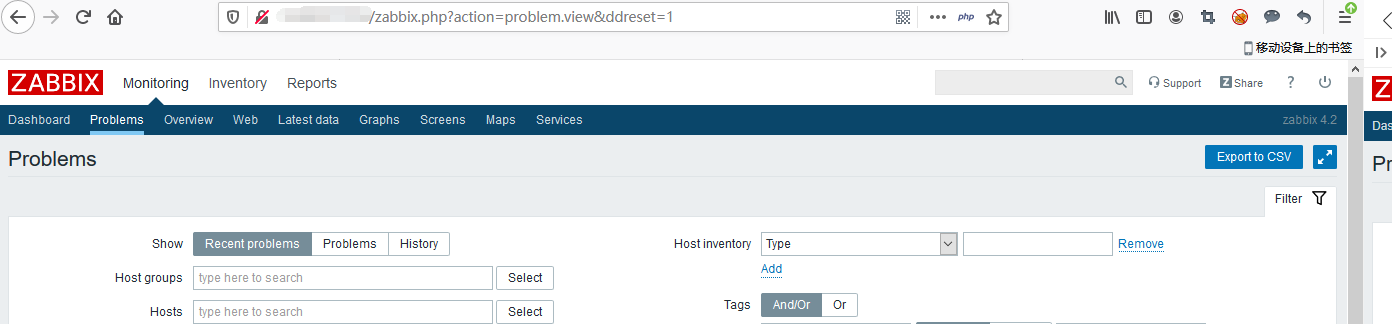 /zabbix.php?action=problem.view&ddreset=1
php
移动设备上的书签
ZABBIX Monitoring Inventory Reports Support Z Share ?
Z
Dashboard Problems Overview Web Latest data Graphs Screens Maps Services zabbix 4.2
Das
Problems Export to CSV
Pr
Filter
Show Recent problems Problems History Host inventory Type Remove
Host groups type here to search Select Add
Hosts type here to search Select Tags And/Or Or